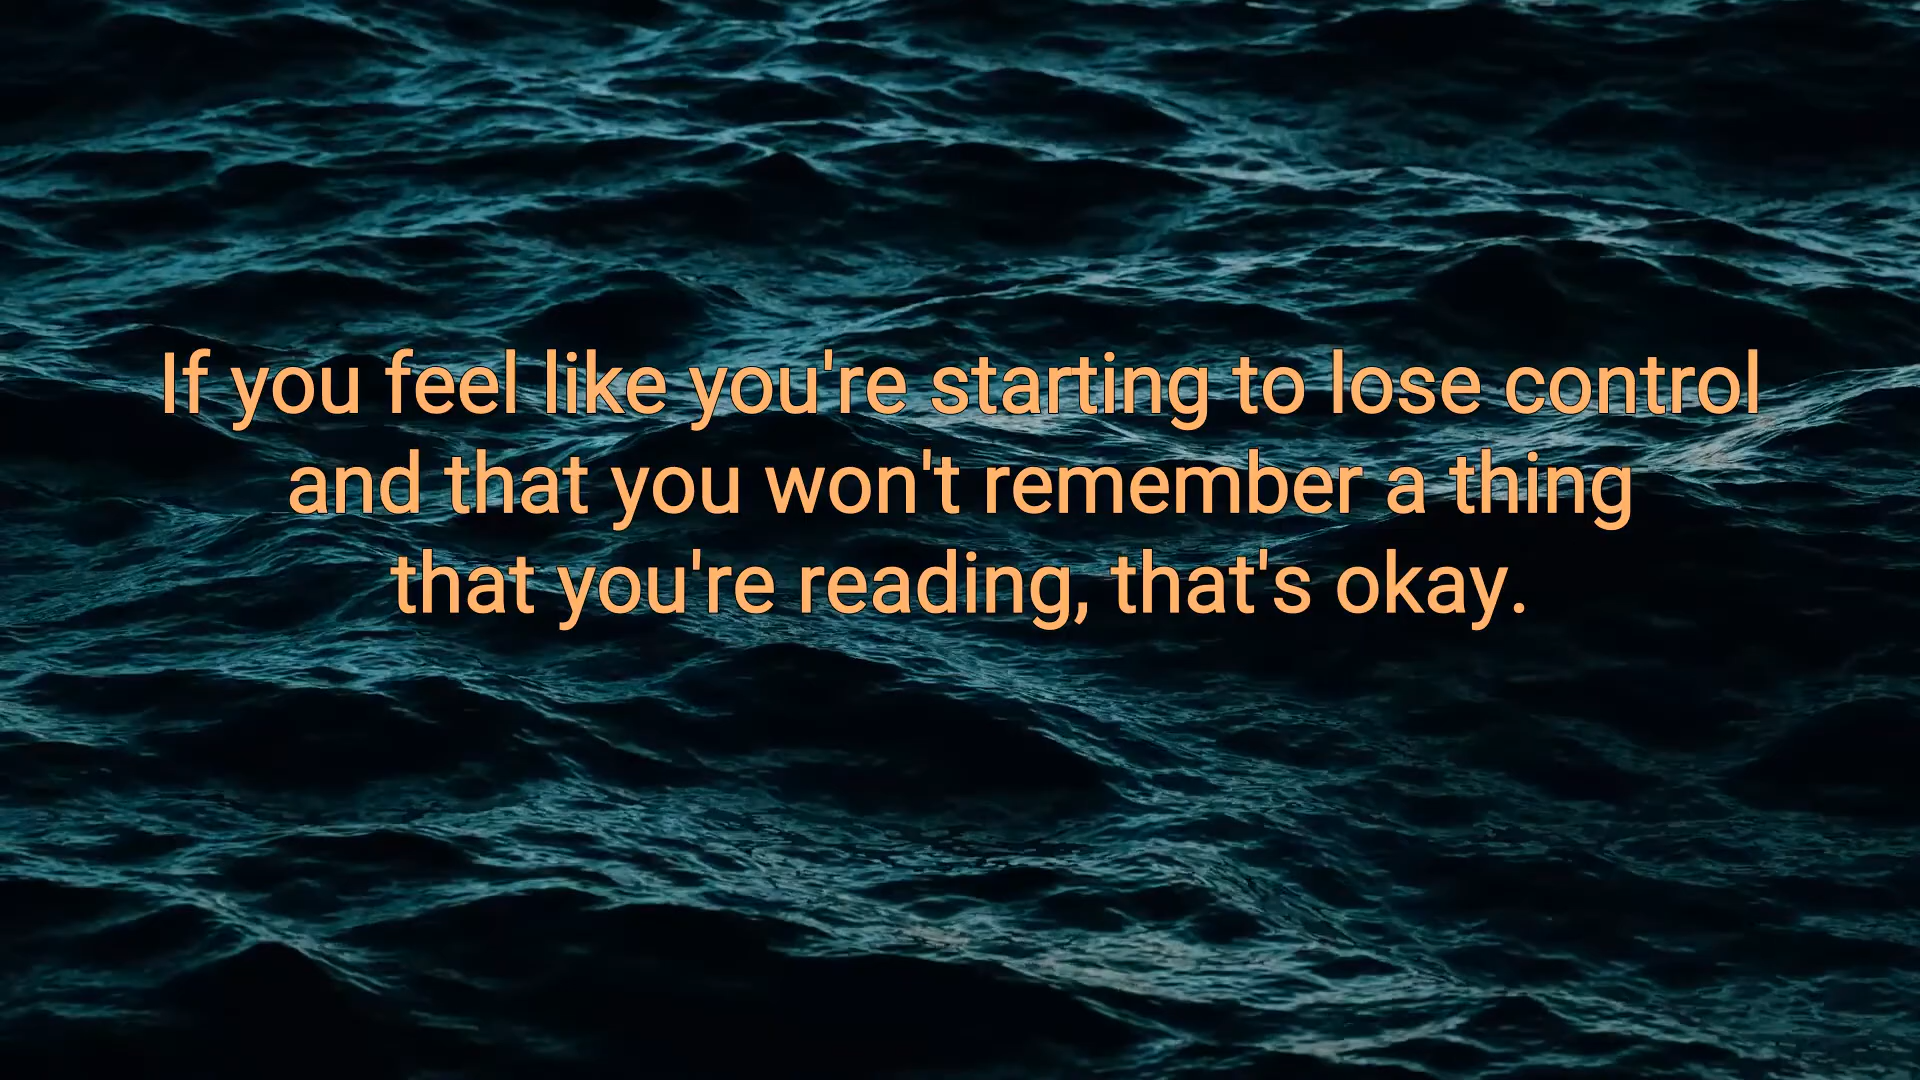 If you feel like you're starting to lose control
and that you won't remember a thing
that you're reading, that's okay.